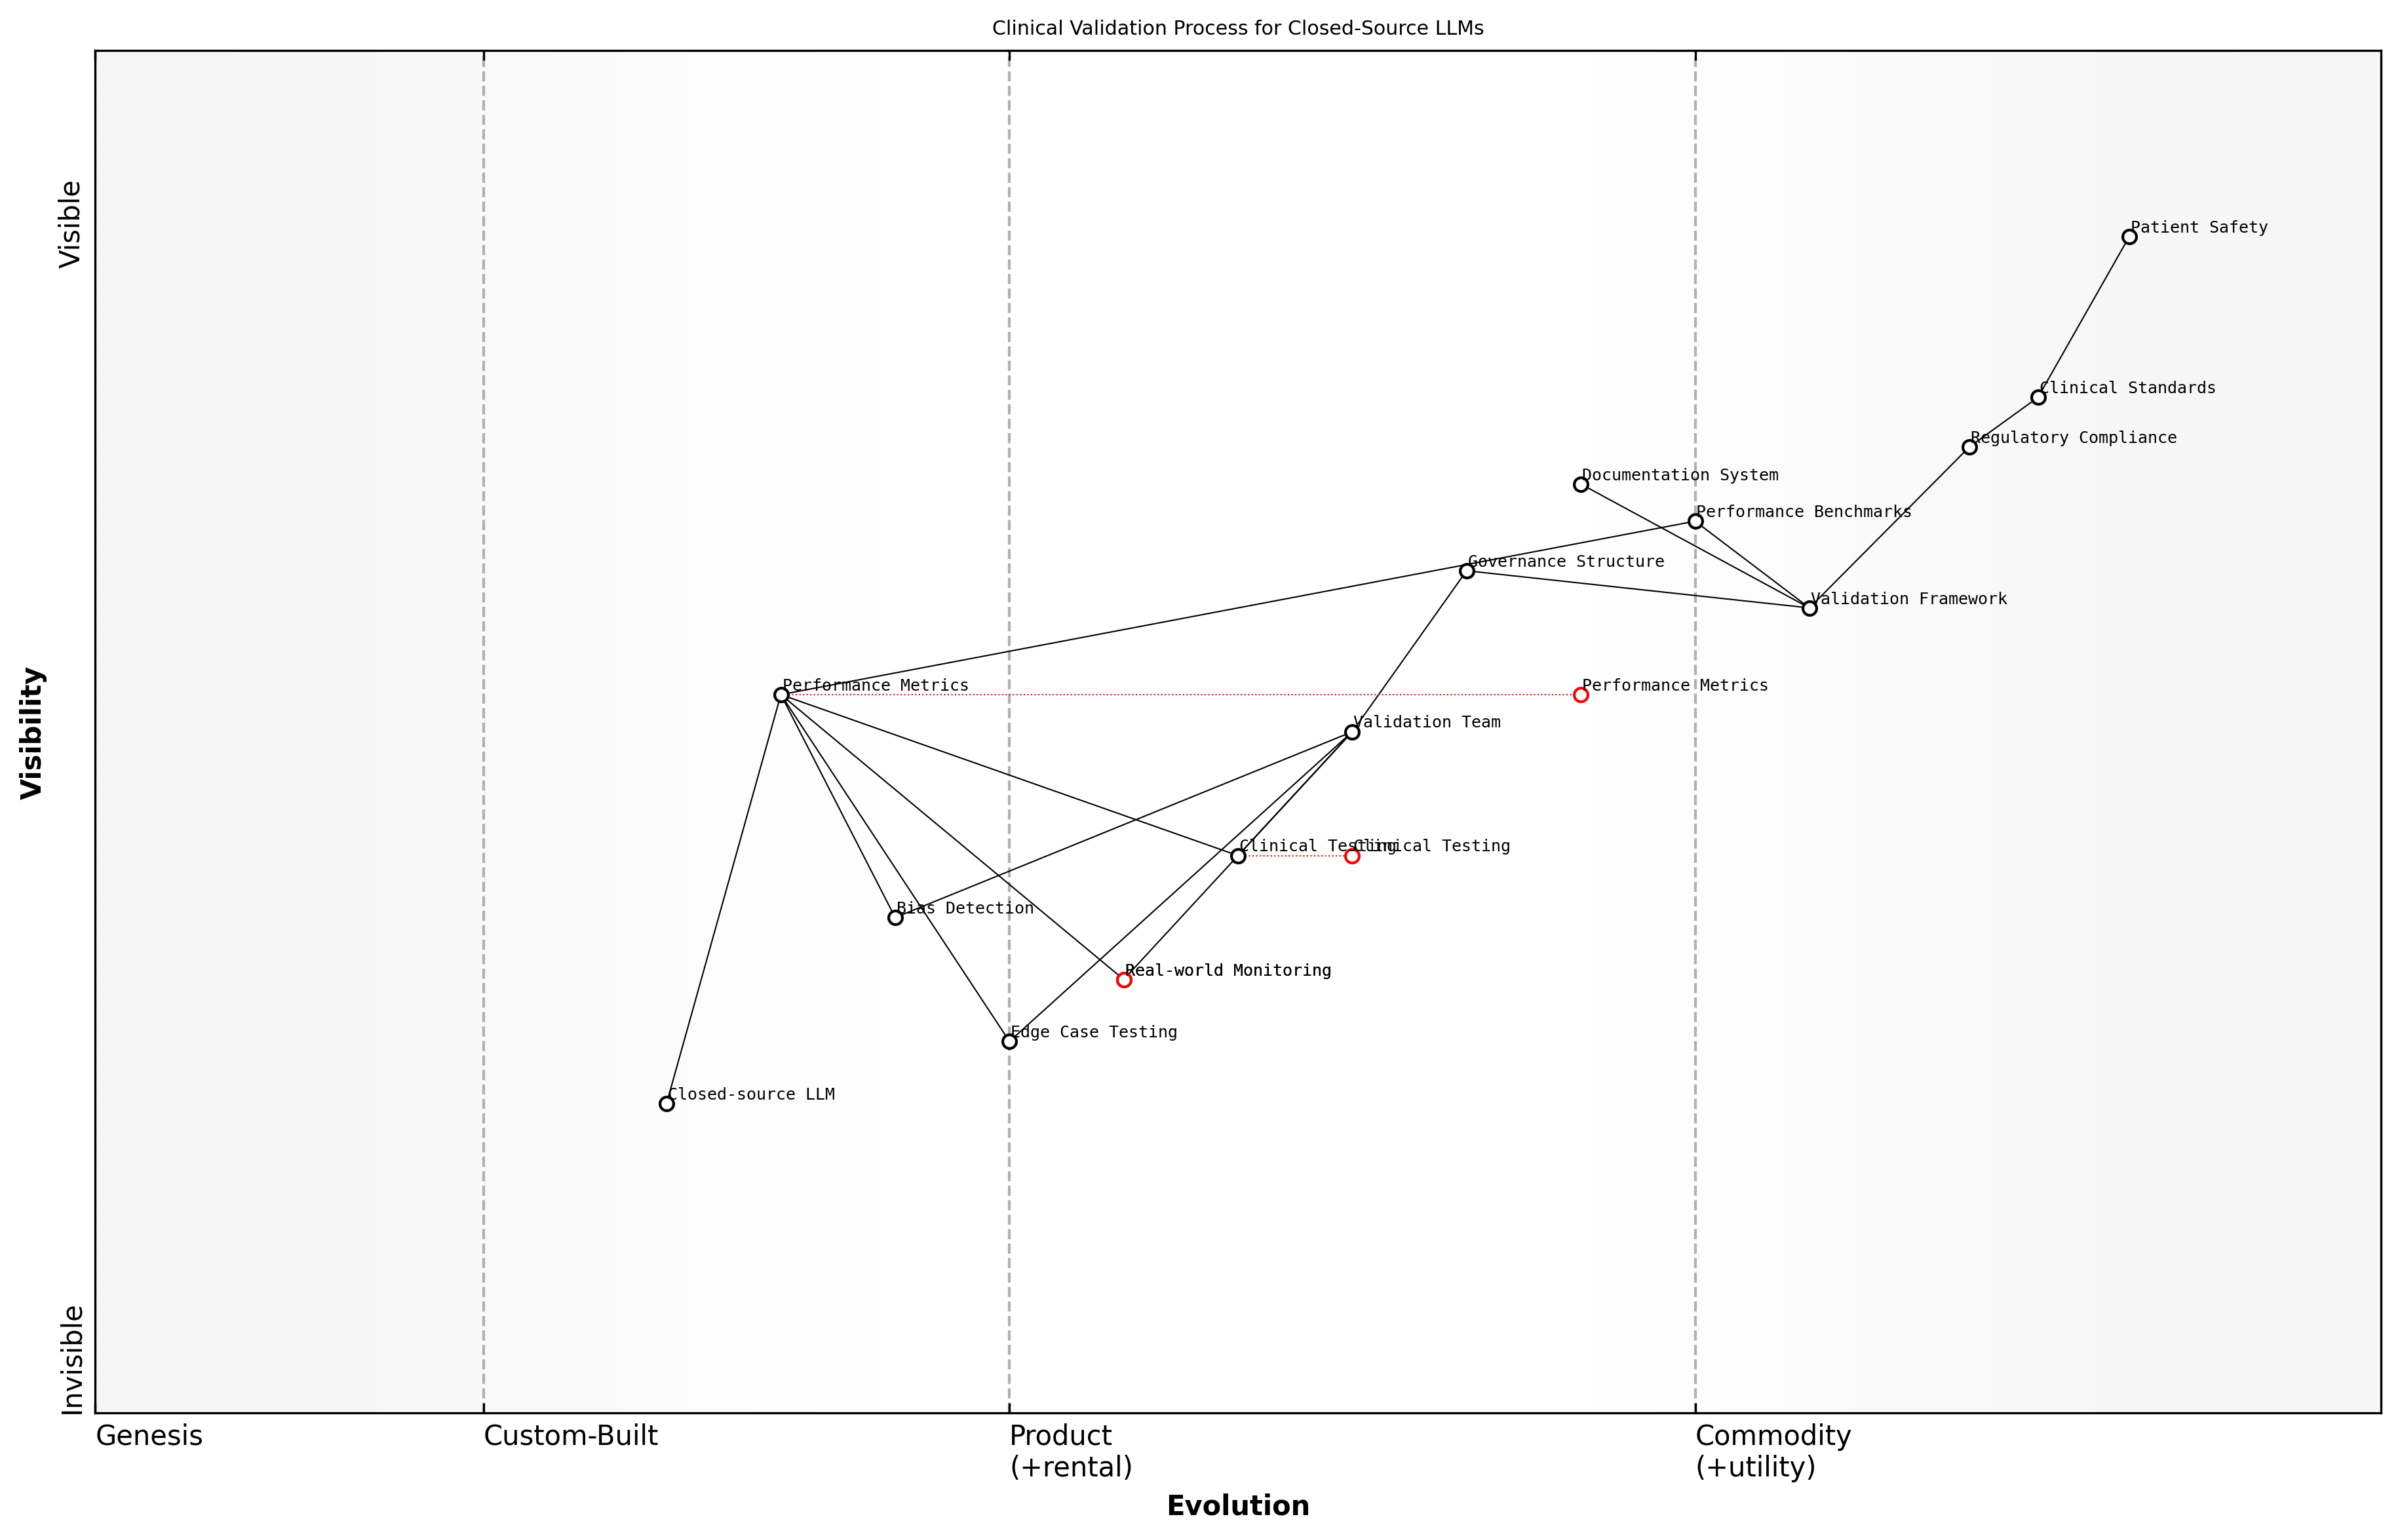 Clinical Validation Process for Closed-Source LLMs
Visible
Patient Safety
Clinical Standards
Regulatory Compliance
Documentation System
Performance Benchmarks
Governance Structure
Validation Framework
Performance Metrics
Performance Metrics
Validation Team
Clinical Testing
Clinical Testing
Bias Detection
Real-world Monitoring
Edge Case Testing
Closed-source LLM
Visibility
Invisible
Genesis
Custom-Built
Product
(+rental)
Commodity
(+utility)
Evolution